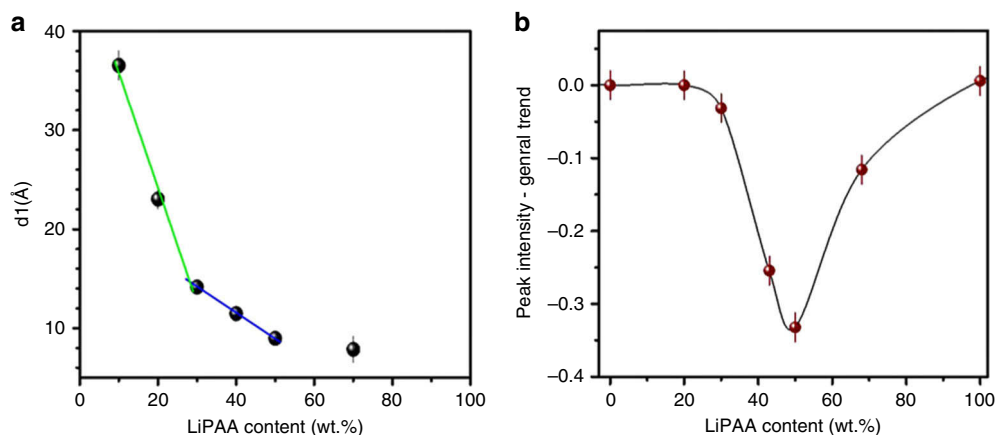 a
40
30
20
10
d1(Å)
0 20 40 60 80 100
LiPAA content (wt.%)
b
0.0
–0.1
–0.2
–0.3
–0.4
Peak intensity - genral trend
0 20 40 60 80 100
LiPAA content (wt.%)